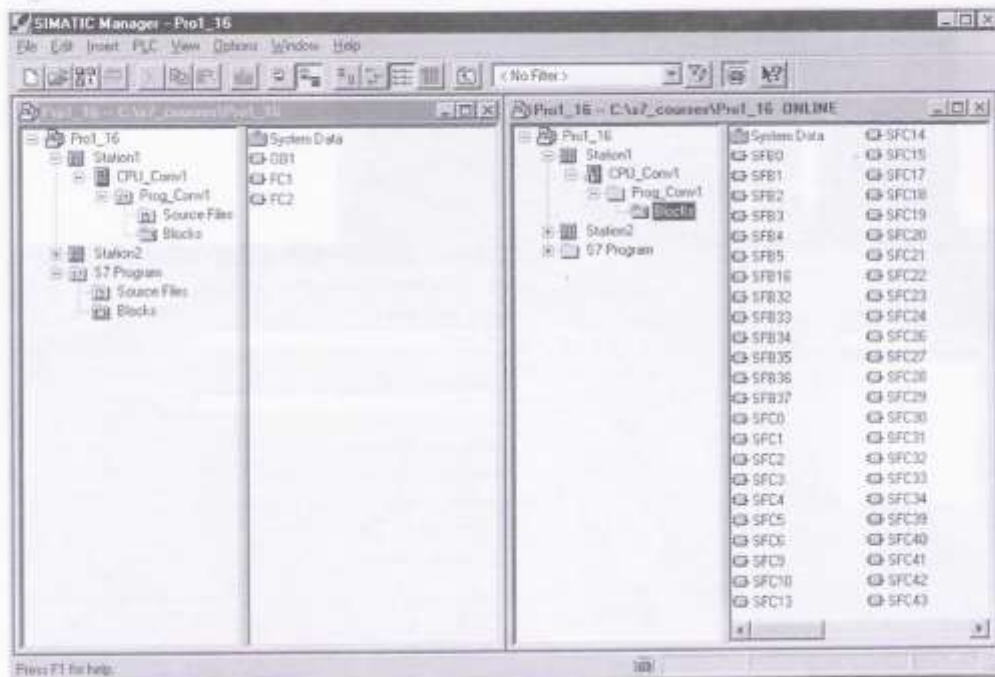 SIMATIC Manager - Pro1_16
File Edit Insert PLC View Options Window Help
< No Filter >
Pro1_16 -- C:\s7_courses\Pro1_16
Pro1_16
Station1
CPU_Conv1
Prog_Conv1
Source Files
Blocks
Station2
S7 Program
Source Files
Blocks
System Data
OB1
FC1
FC2
Pro1_16 -- C:\s7_courses\Pro1_16 ONLINE
Pro1_16
Station1
CPU_Conv1
Prog_Conv1
Blocks
Station2
S7 Program
System Data
SFB0
SFB1
SFB2
SFB3
SFB4
SFB5
SFB16
SFB32
SFB33
SFB34
SFB35
SFB36
SFB37
SFC0
SFC1
SFC2
SFC3
SFC4
SFC5
SFC6
SFC9
SFC10
SFC13
SFC14
SFC15
SFC17
SFC18
SFC19
SFC20
SFC21
SFC22
SFC23
SFC24
SFC26
SFC27
SFC28
SFC29
SFC30
SFC31
SFC32
SFC33
SFC34
SFC39
SFC40
SFC41
SFC42
SFC43
Press F1 for help.